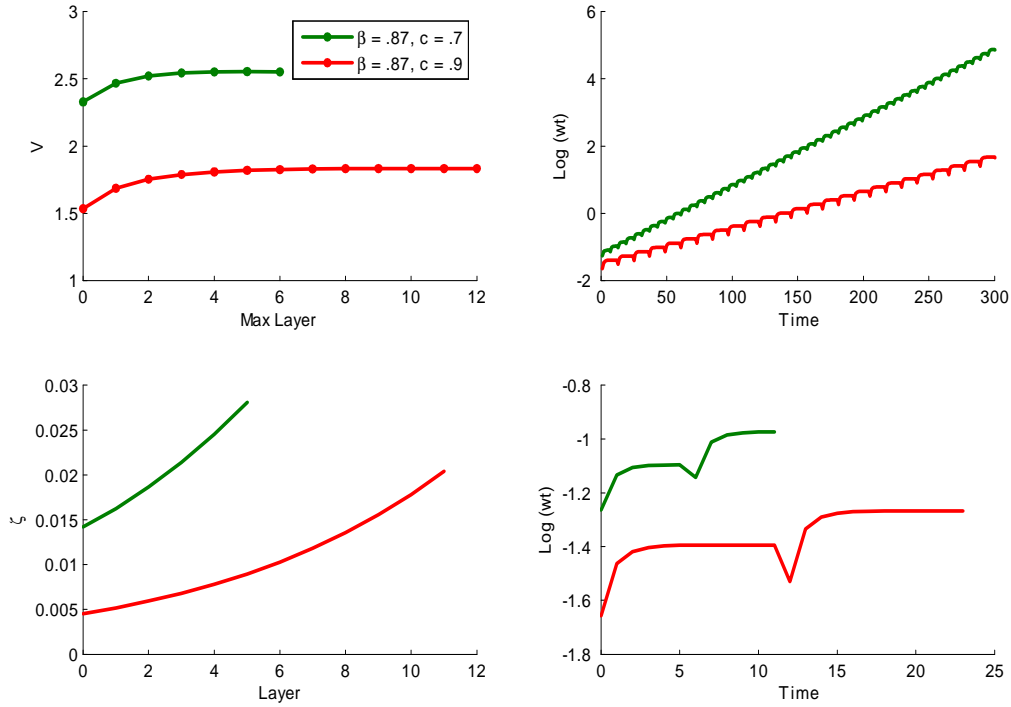 3
2.5
2
1.5
1
V
0 2 4 6 8 10 12
Max Layer
β = .87, c = .7
β = .87, c = .9
6
4
2
0
-2
Log (wt)
0 50 100 150 200 250 300
Time
0.03
0.025
0.02
0.015
0.01
0.005
0
ζ
0 2 4 6 8 10 12
Layer
-0.8
-1
-1.2
-1.4
-1.6
-1.8
Log (wt)
0 5 10 15 20 25
Time